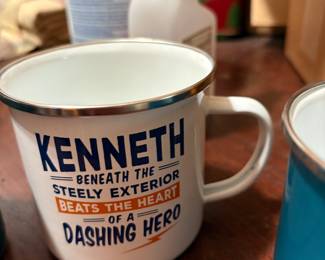 KENNETH
BENEATH THE
STEELY EXTERIOR
BEATS THE HEART
OF A
DASHING HERO